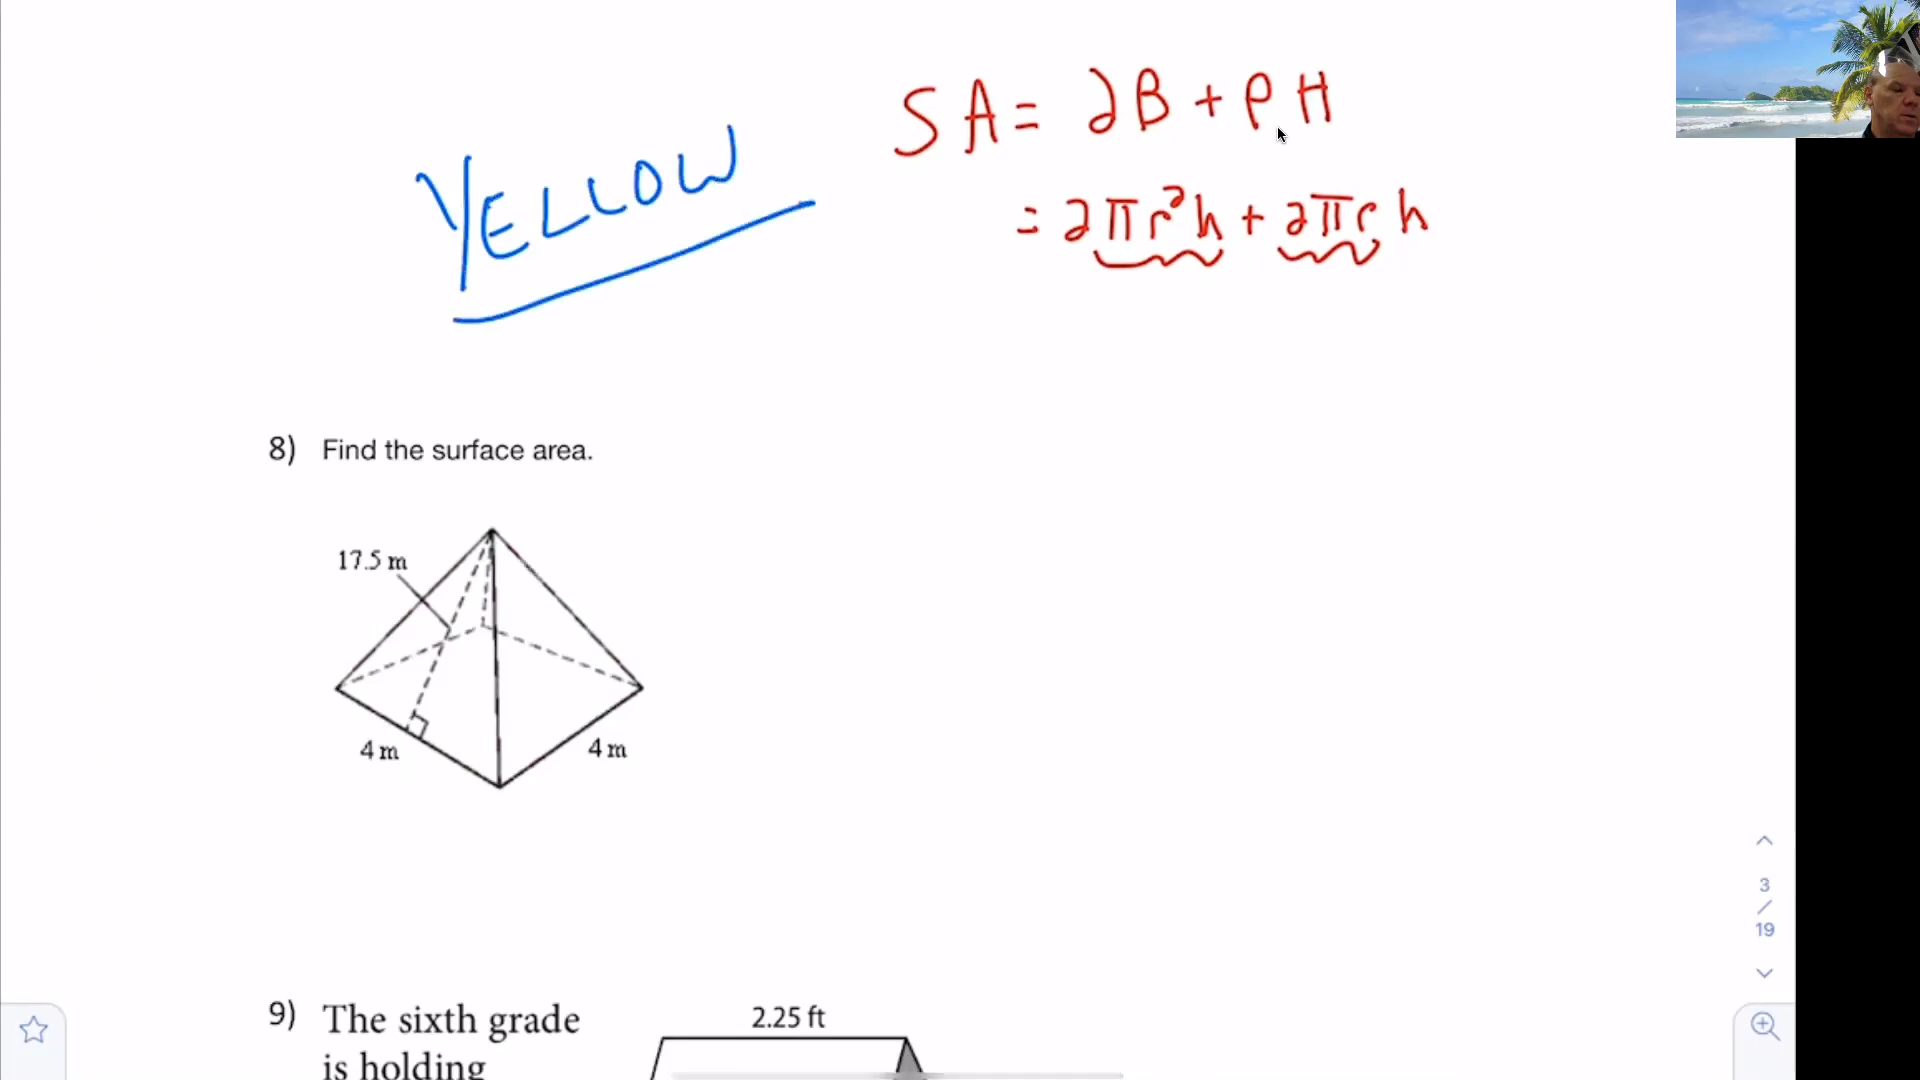 YELLOW
SA = 2B + PH
= 2πr²h + 2πrh
8) Find the surface area.
17.5 m
4 m
4 m
3
/
19
9) The sixth grade
is holding
2.25 ft